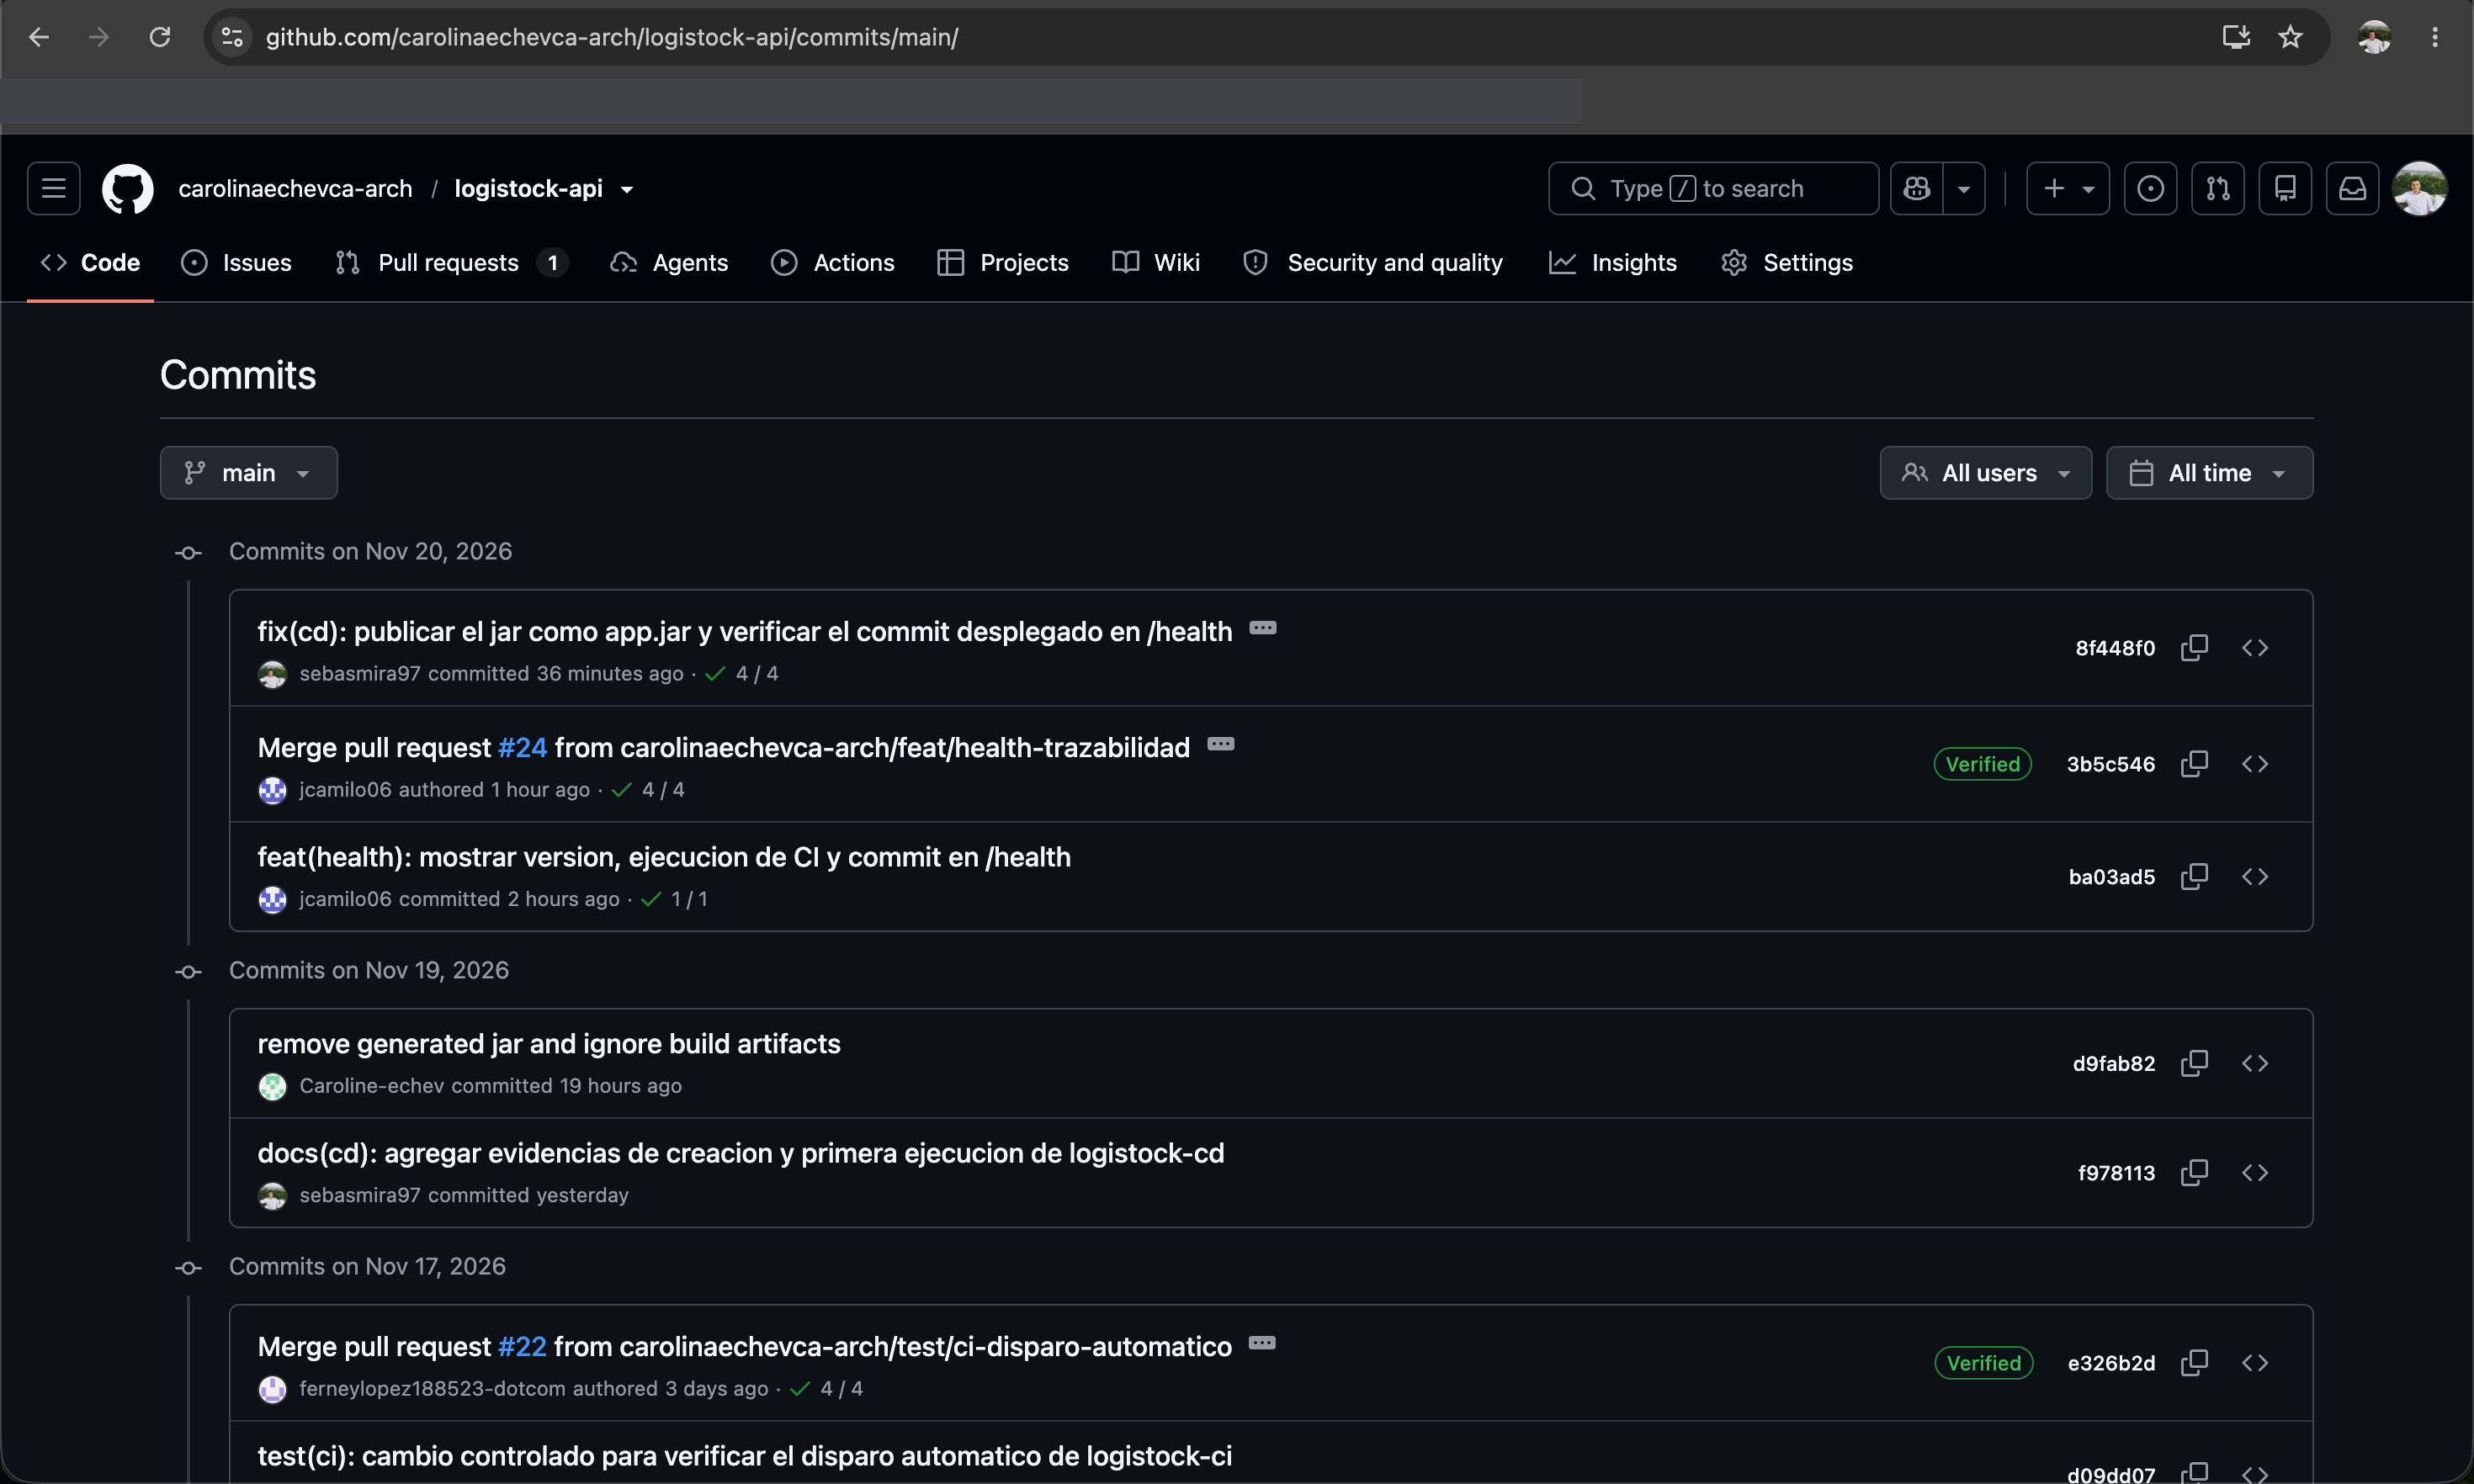 github.com/carolinaechevca-arch/logistock-api/commits/main/
carolinaechevca-arch / logistock-api
Type / to search
Code Issues Pull requests 1 Agents Actions Projects Wiki Security and quality Insights Settings
Commits
main All users All time
Commits on Nov 20, 2026
fix(cd): publicar el jar como app.jar y verificar el commit desplegado en /health
sebasmira97 committed 36 minutes ago · 4 / 4
8f448f0
Merge pull request #24 from carolinaechevca-arch/feat/health-trazabilidad
jcamilo06 authored 1 hour ago · 4 / 4
Verified 3b5c546
feat(health): mostrar version, ejecucion de CI y commit en /health
jcamilo06 committed 2 hours ago · 1 / 1
ba03ad5
Commits on Nov 19, 2026
remove generated jar and ignore build artifacts
Caroline-echev committed 19 hours ago
d9fab82
docs(cd): agregar evidencias de creacion y primera ejecucion de logistock-cd
sebasmira97 committed yesterday
f978113
Commits on Nov 17, 2026
Merge pull request #22 from carolinaechevca-arch/test/ci-disparo-automatico
ferneylopez188523-dotcom authored 3 days ago · 4 / 4
Verified e326b2d
test(ci): cambio controlado para verificar el disparo automatico de logistock-ci
d09dd07